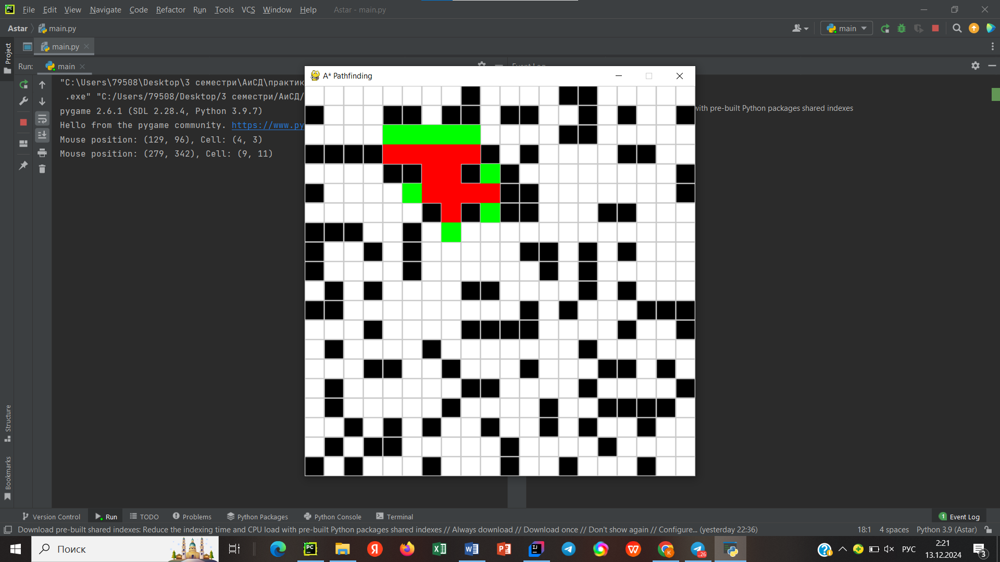 File Edit View Navigate Code Refactor Run Tools VCS Window Help Astar - main.py
Astar main.py main
main.py
Project
Run: main
A* Pathfinding
"C:\Users\79508\Desktop\3 семестри\АиСД\практик
.exe" "C:/Users/79508/Desktop/3 семестри/АиСД/
pygame 2.6.1 (SDL 2.28.4, Python 3.9.7)
with pre-built Python packages shared indexes
Hello from the pygame community. https://www.py
Mouse position: (129, 96), Cell: (4, 3)
Mouse position: (279, 342), Cell: (9, 11)
Structure
Bookmarks
Version Control Run TODO Problems Python Packages Python Console Terminal 1 Event Log
Download pre-built shared indexes: Reduce the indexing time and CPU load with pre-built Python packages shared indexes // Always download // Download once // Don't show again // Configure... (yesterday 22:36) 18:1 4 spaces Python 3.9 (Astar)
Поиск
РУС
2:21
13.12.2024
3